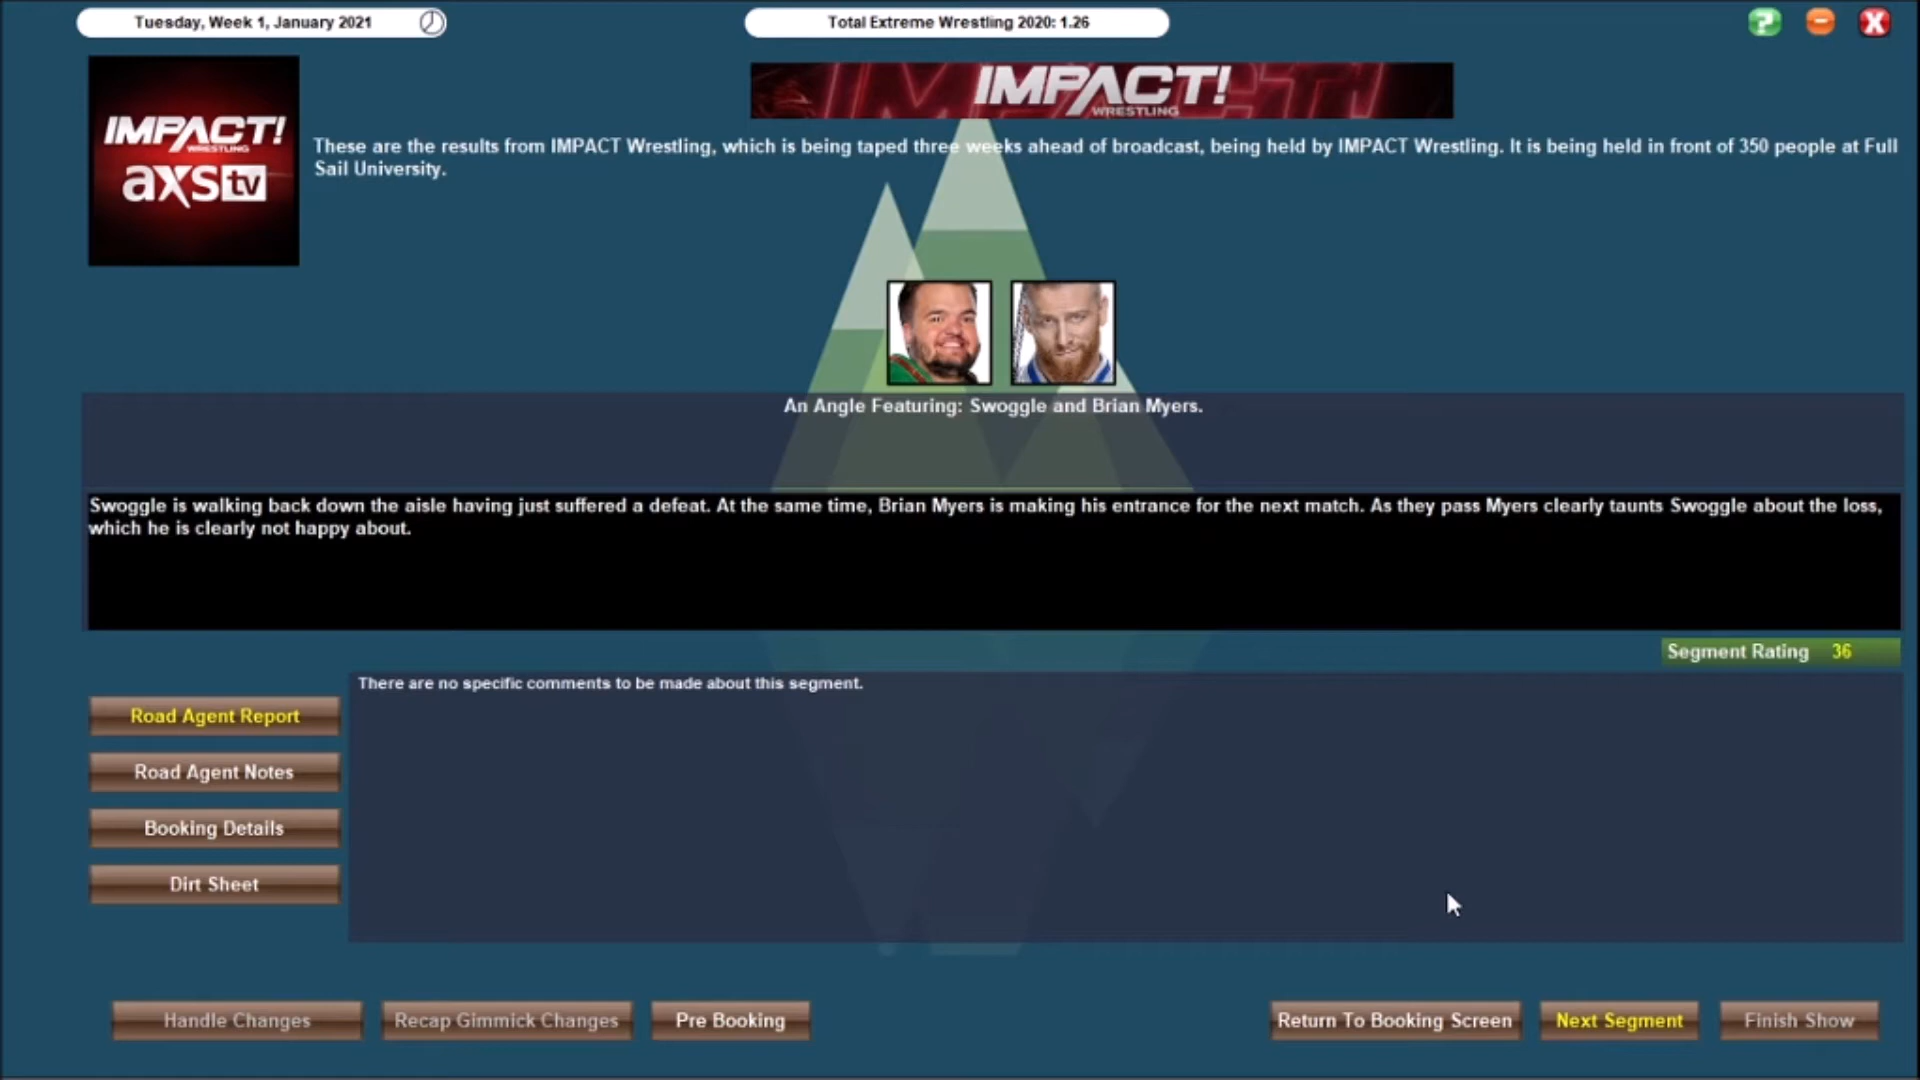 Tuesday, Week 1, January 2021
Total Extreme Wrestling 2020: 1.26
IMPACT!
WRESTLING
IMPACT!
WRESTLING
axs tv
These are the results from IMPACT Wrestling, which is being taped three weeks ahead of broadcast, being held by IMPACT Wrestling. It is being held in front of 350 people at Full
Sail University.
An Angle Featuring: Swoggle and Brian Myers.
Swoggle is walking back down the aisle having just suffered a defeat. At the same time, Brian Myers is making his entrance for the next match. As they pass Myers clearly taunts Swoggle about the loss,
which he is clearly not happy about.
Segment Rating 36
There are no specific comments to be made about this segment.
Road Agent Report
Road Agent Notes
Booking Details
Dirt Sheet
Handle Changes
Recap Gimmick Changes
Pre Booking
Return To Booking Screen
Next Segment
Finish Show